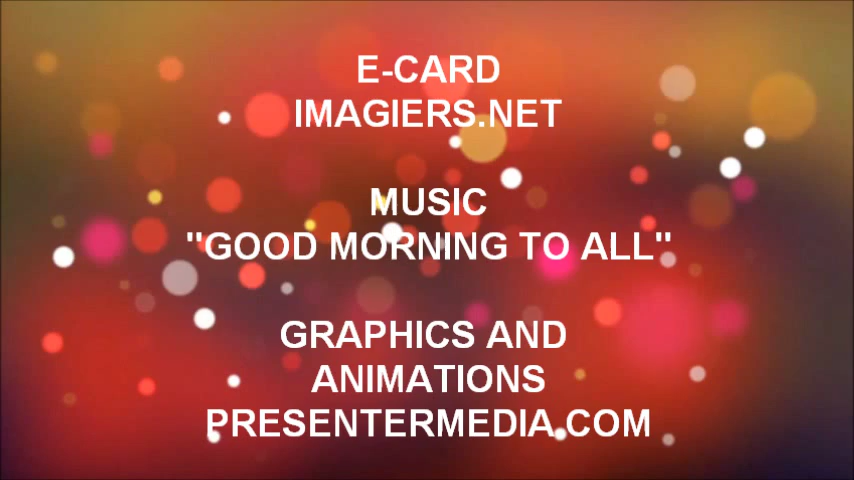 E-CARD
IMAGIERS.NET
MUSIC
"GOOD MORNING TO ALL"
GRAPHICS AND
ANIMATIONS
PRESENTERMEDIA.COM